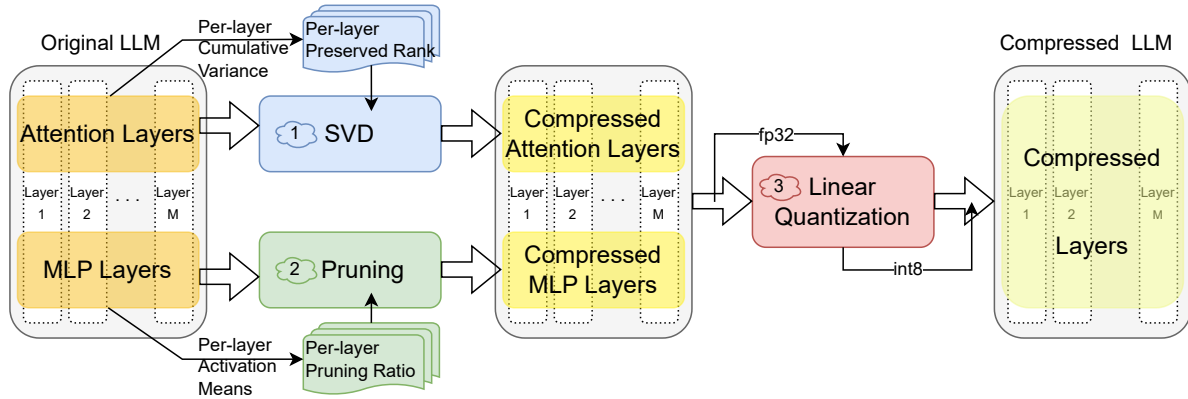 Original LLM
Per-layer
Cumulative
Variance
Per-layer
Preserved Rank
Attention Layers
1
SVD
Layer
1
Layer
2
. . .
Layer
M
MLP Layers
2
Pruning
Per-layer
Activation
Means
Per-layer
Pruning Ratio
Compressed
Attention Layers
Layer
1
Layer
2
. . .
Layer
M
Compressed
MLP Layers
fp32
3
Linear
Quantization
int8
Compressed LLM
Compressed
Layer
1
Layer
2
Layer
M
Layers